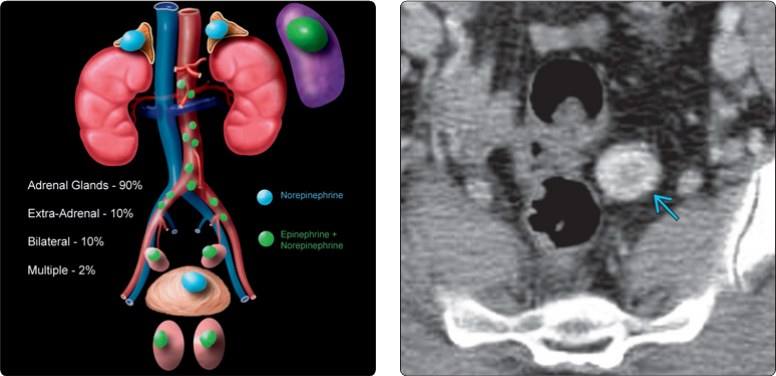 Adrenal Glands - 90%
Extra-Adrenal - 10%
Bilateral - 10%
Multiple - 2%
Norepinephrine
Epinephrine +
Norepinephrine